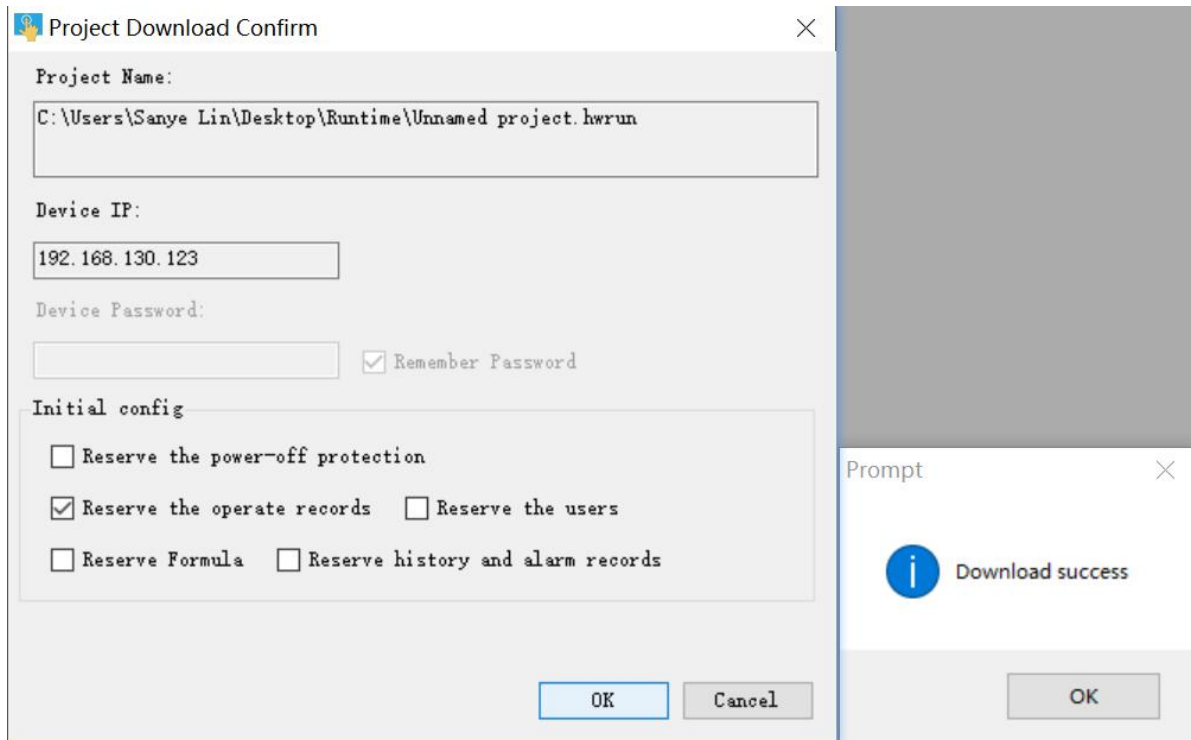 Project Download Confirm
Project Name:
C:\Users\Sanye Lin\Desktop\Runtime\Unnamed project.hwrun
Device IP:
192.168.130.123
Device Password:
Remember Password
Initial config
Reserve the power-off protection
Reserve the operate records Reserve the users
Reserve Formula Reserve history and alarm records
OK Cancel
Prompt
Download success
OK